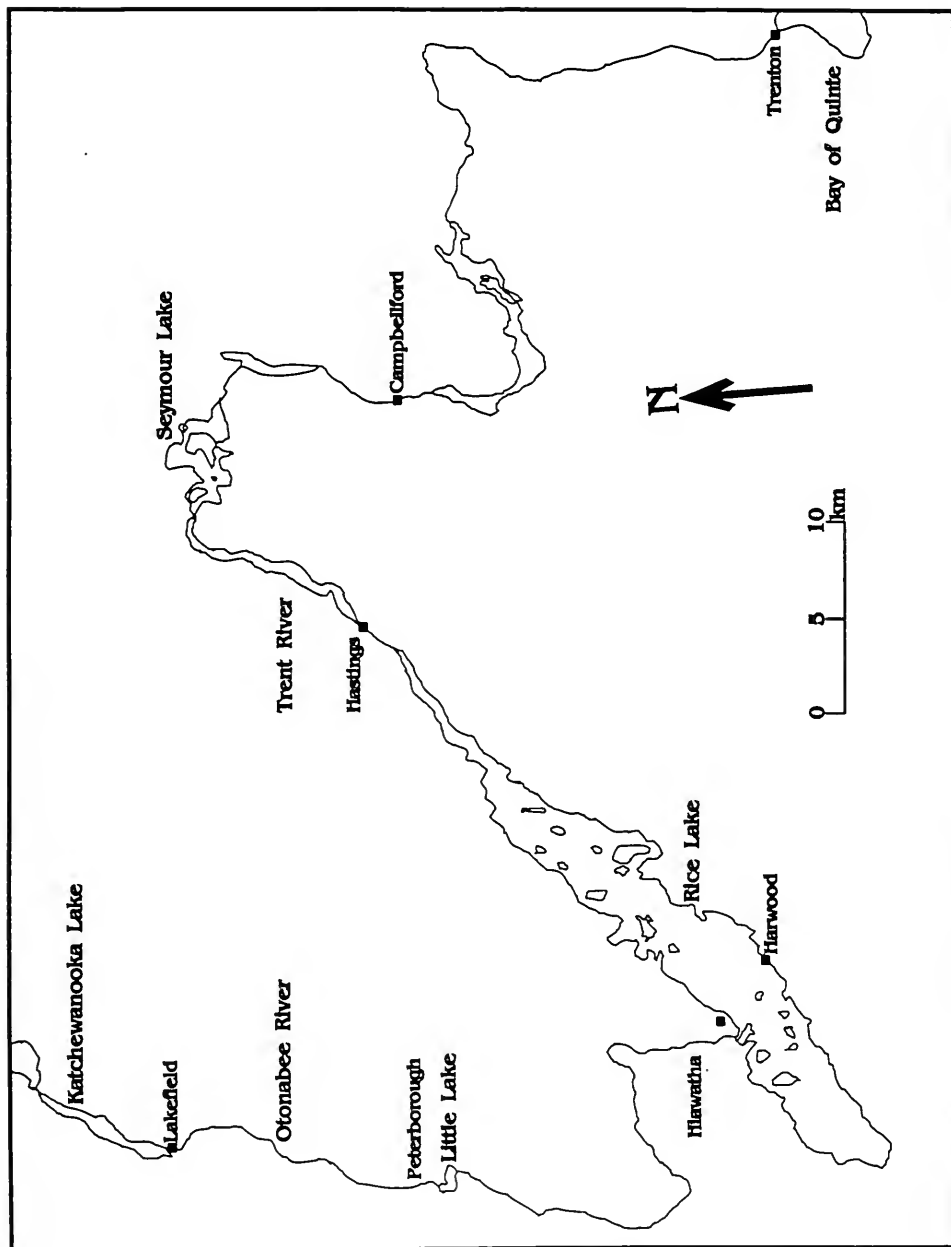 Katchewanooka Lake
Lakefield
Otonabee River
Peterborough
Little Lake
Hiawatha
Harwood
Rice Lake
Trent River
Hastings
Seymour Lake
Campbellford
Trenton
Bay of Quinte
N
0 5 10
km